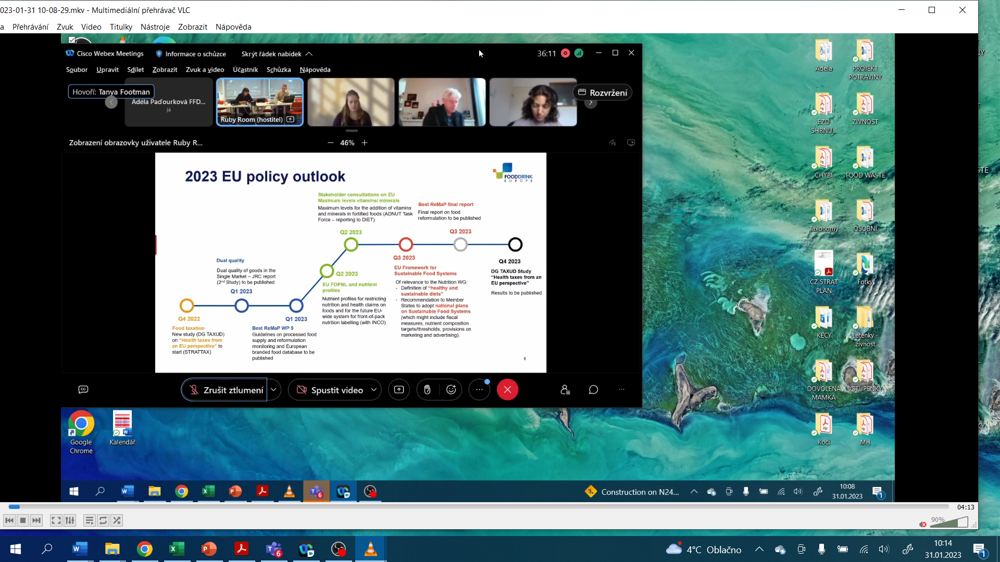 023-01-31 10-08-29.mkv - Multimediální přehrávač VLC
a Přehrávání Zvuk Video Titulky Nástroje Zobrazit Nápověda
Cisco Webex Meetings Informace o schůzce Skrýt řádek nabídek 36:11
Soubor Upravit Sdílet Zobrazit Zvuk a video Účastník Schůzka Nápověda
Hovoří: Tanya Footman
Adéla Paďourková FFD...
já
Ruby Room (hostitel)
Rozvržení
Zobrazení obrazovky uživatele Ruby R...
46%
2023 EU policy outlook
FOODDRINK
EUROPE
Stakeholder consultations on EU
Maximum levels vitamins/ minerals
Maximum levels for the addition of vitamins
and minerals in fortified foods (ADNUT Task
Force – reporting to DIET)
Q2 2023
Best ReMaP final report
Final report on food
reformulation to be published
Q3 2023
Dual quality
Dual quality of goods in the
Single Market – JRC report
(2nd Study) to be published
Q1 2023
Q2 2023
EU FOPNL and nutrient
profiles
Nutrient profiles for restricting
nutrition and health claims on
foods and for the future EU-
wide system for front-of-pack
nutrition labelling (with INCO)
Q3 2023
EU Framework for
Sustainable Food Systems
Of relevance to the Nutrition WG:
- Definition of “healthy and
sustainable diets”
- Recommendation to Member
States to adopt national plans
on Sustainable Food Systems
(which might include fiscal
measures, nutrient composition
targets/thresholds, provisions on
marketing and advertising).
Q4 2023
DG TAXUD Study
“Health taxes from an
EU perspective”
Results to be published
Q4 2022
Food taxation
New study (DG TAXUD)
on “Health taxes from
an EU perspective” to
start (STRATTAX)
Q1 2023
Best ReMaP WP 5
Guidelines on processed food
supply and reformulation
monitoring and European
branded food database to be
published
6
Zrušit ztlumení
Spustit video
Adéla
PROJEKT
POTRAVINY
EZD
SHRNU...
ŽIVNOST
CHYBÍ
FOOD WASTE
Taxonomy
OSOBNÍ
CZ STRAT
PLAN
Fotky
KECY
Letenky -
živnost
DOVOLENA
MAMKA
VSTUPENKY
Kočí
MH
Google
Chrome
Kalendář
Construction on N24...
10:08
31.01.2023
1
6
04:13
90%
4°C Oblačno
10:14
31.01.2023
1
6